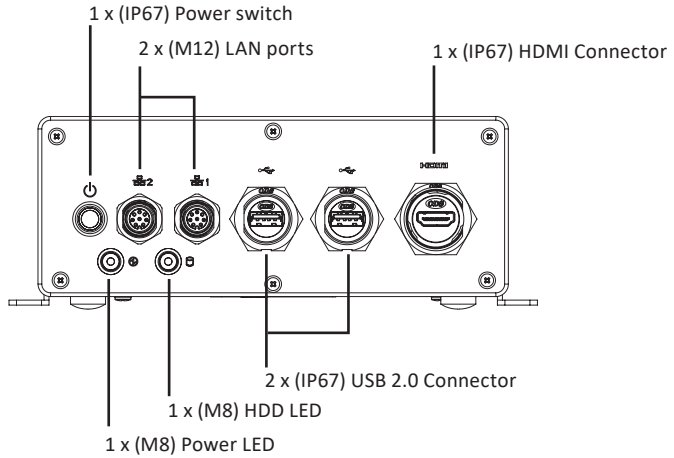 1 x (IP67) Power switch
2 x (M12) LAN ports
1 x (IP67) HDMI Connector
2
1
HDMI
2 x (IP67) USB 2.0 Connector
1 x (M8) HDD LED
1 x (M8) Power LED